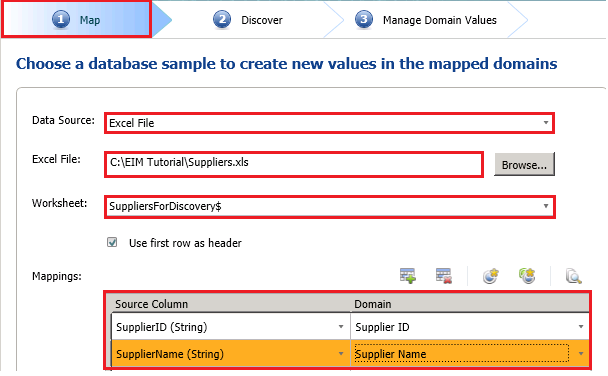 1 Map 2 Discover 3 Manage Domain Values
Choose a database sample to create new values in the mapped domains
Data Source: Excel File
Excel File: C:\EIM Tutorial\Suppliers.xls Browse...
Worksheet: SuppliersForDiscovery$
Use first row as header
Mappings:
Source Column Domain
SupplierID (String) Supplier ID
SupplierName (String) Supplier Name